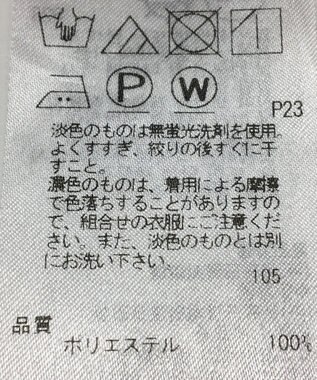 P
W
P23
淡色のものは無蛍光洗剤を使用。
よくすすぎ、絞りの後すぐに干
すこと。
濃色のものは、着用による摩擦
で色落ちすることがありますの
で、組合せの衣服にご注意くだ
さい。また、淡色のものとは別
にお洗い下さい。
105
品質
ポリエステル 100%